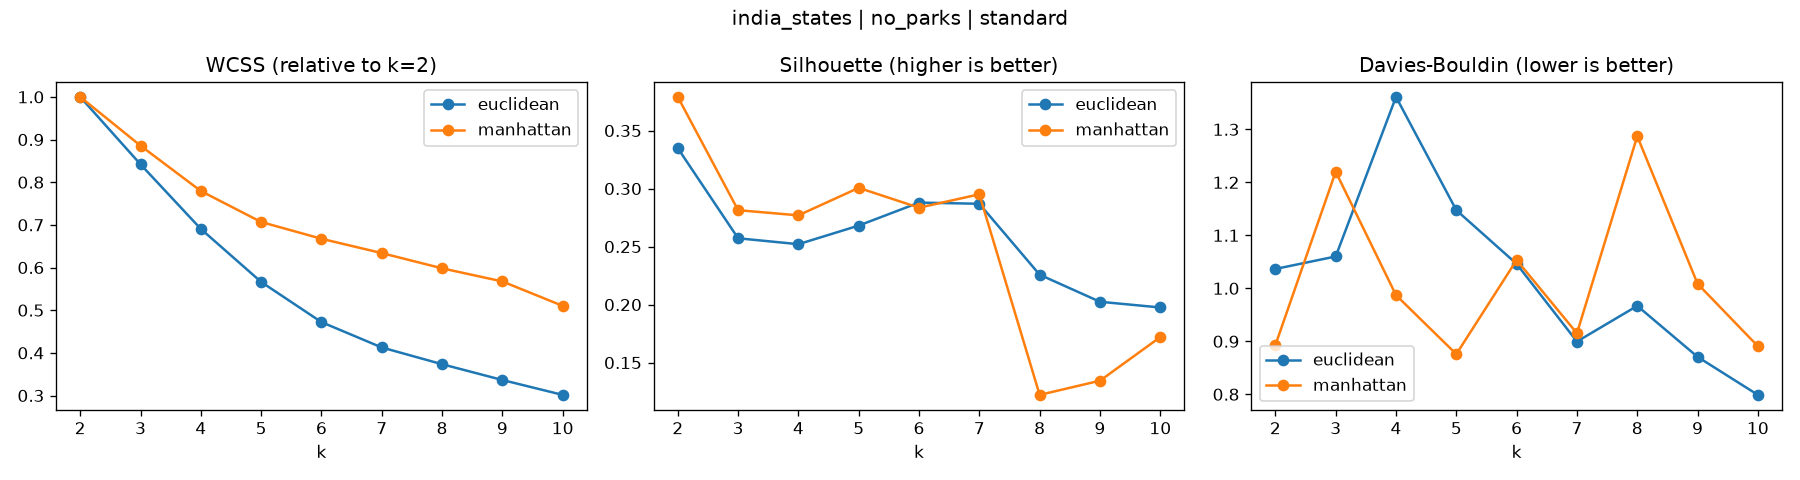 india_states | no_parks | standard
WCSS (relative to k=2)
1.0
0.9
0.8
0.7
0.6
0.5
0.4
0.3
2 3 4 5 6 7 8 9 10
k
euclidean
manhattan
Silhouette (higher is better)
0.35
0.30
0.25
0.20
0.15
2 3 4 5 6 7 8 9 10
k
euclidean
manhattan
Davies-Bouldin (lower is better)
1.3
1.2
1.1
1.0
0.9
0.8
2 3 4 5 6 7 8 9 10
k
euclidean
manhattan